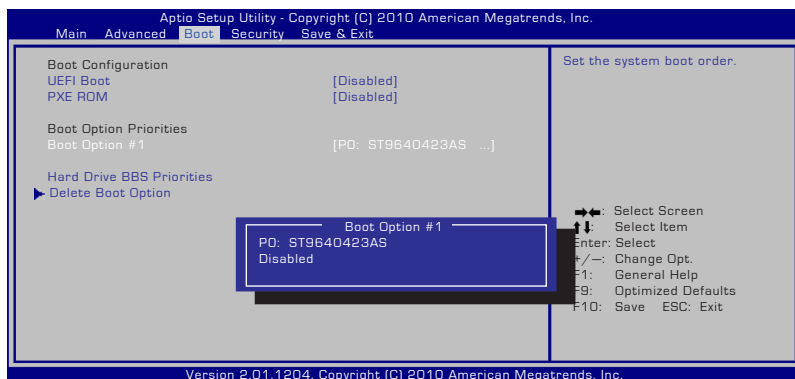 Aptio Setup Utility - Copyright (C) 2010 American Megatrends, Inc.
Main Advanced Boot Security Save & Exit
Boot Configuration
UEFI Boot [Disabled]
PXE ROM [Disabled]
Boot Option Priorities
Boot Option #1 [P0: ST9640423AS ...]
Hard Drive BBS Priorities
Delete Boot Option
Set the system boot order.
Boot Option #1
P0: ST9640423AS
Disabled
→←: Select Screen
↑↓: Select Item
Enter: Select
+/—: Change Opt.
F1: General Help
F9: Optimized Defaults
F10: Save ESC: Exit
Version 2.01.1204. Copyright (C) 2010 American Megatrends, Inc.